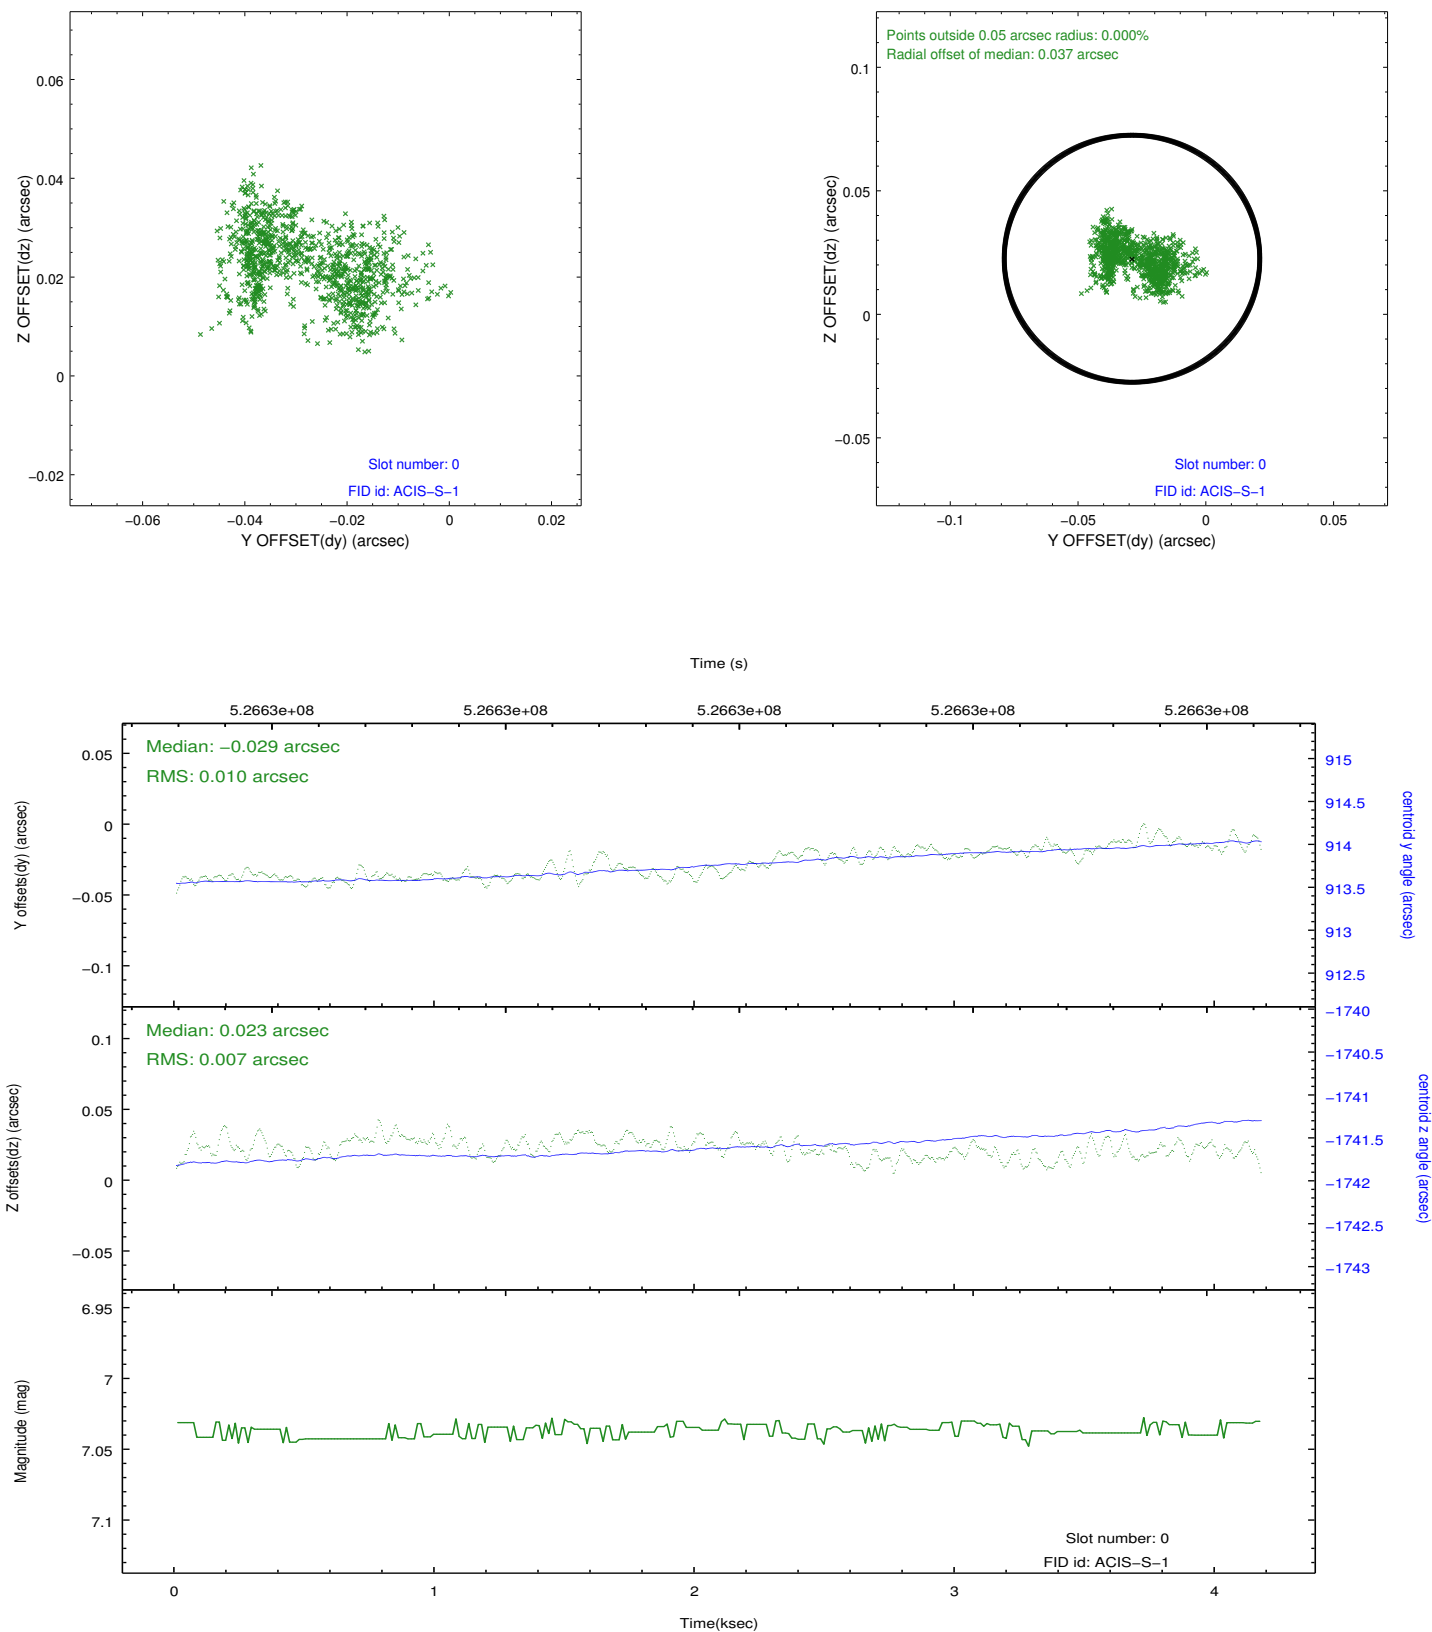 0.06
0.04
0.02
0
−0.02
Z OFFSET(dz) (arcsec)
Slot number: 0
FID id: ACIS−S−1
−0.06
−0.04
−0.02
0
0.02
Y OFFSET(dy) (arcsec)
Points outside 0.05 arcsec radius: 0.000%
Radial offset of median: 0.037 arcsec
0.1
0.05
0
−0.05
Z OFFSET(dz) (arcsec)
Slot number: 0
FID id: ACIS−S−1
−0.1
−0.05
0
0.05
Y OFFSET(dy) (arcsec)
Time (s)
5.2663e+08
5.2663e+08
5.2663e+08
5.2663e+08
5.2663e+08
Median: −0.029 arcsec
RMS: 0.010 arcsec
0.05
0
−0.05
−0.1
Y offsets(dy) (arcsec)
915
914.5
914
913.5
913
912.5
centroid y angle (arcsec)
Median: 0.023 arcsec
RMS: 0.007 arcsec
0.1
0.05
0
−0.05
Z offsets(dz) (arcsec)
−1740
−1740.5
−1741
−1741.5
−1742
−1742.5
−1743
centroid z angle (arcsec)
6.95
7
7.05
7.1
Magnitude (mag)
Slot number: 0
FID id: ACIS−S−1
0
1
2
3
4
Time(ksec)